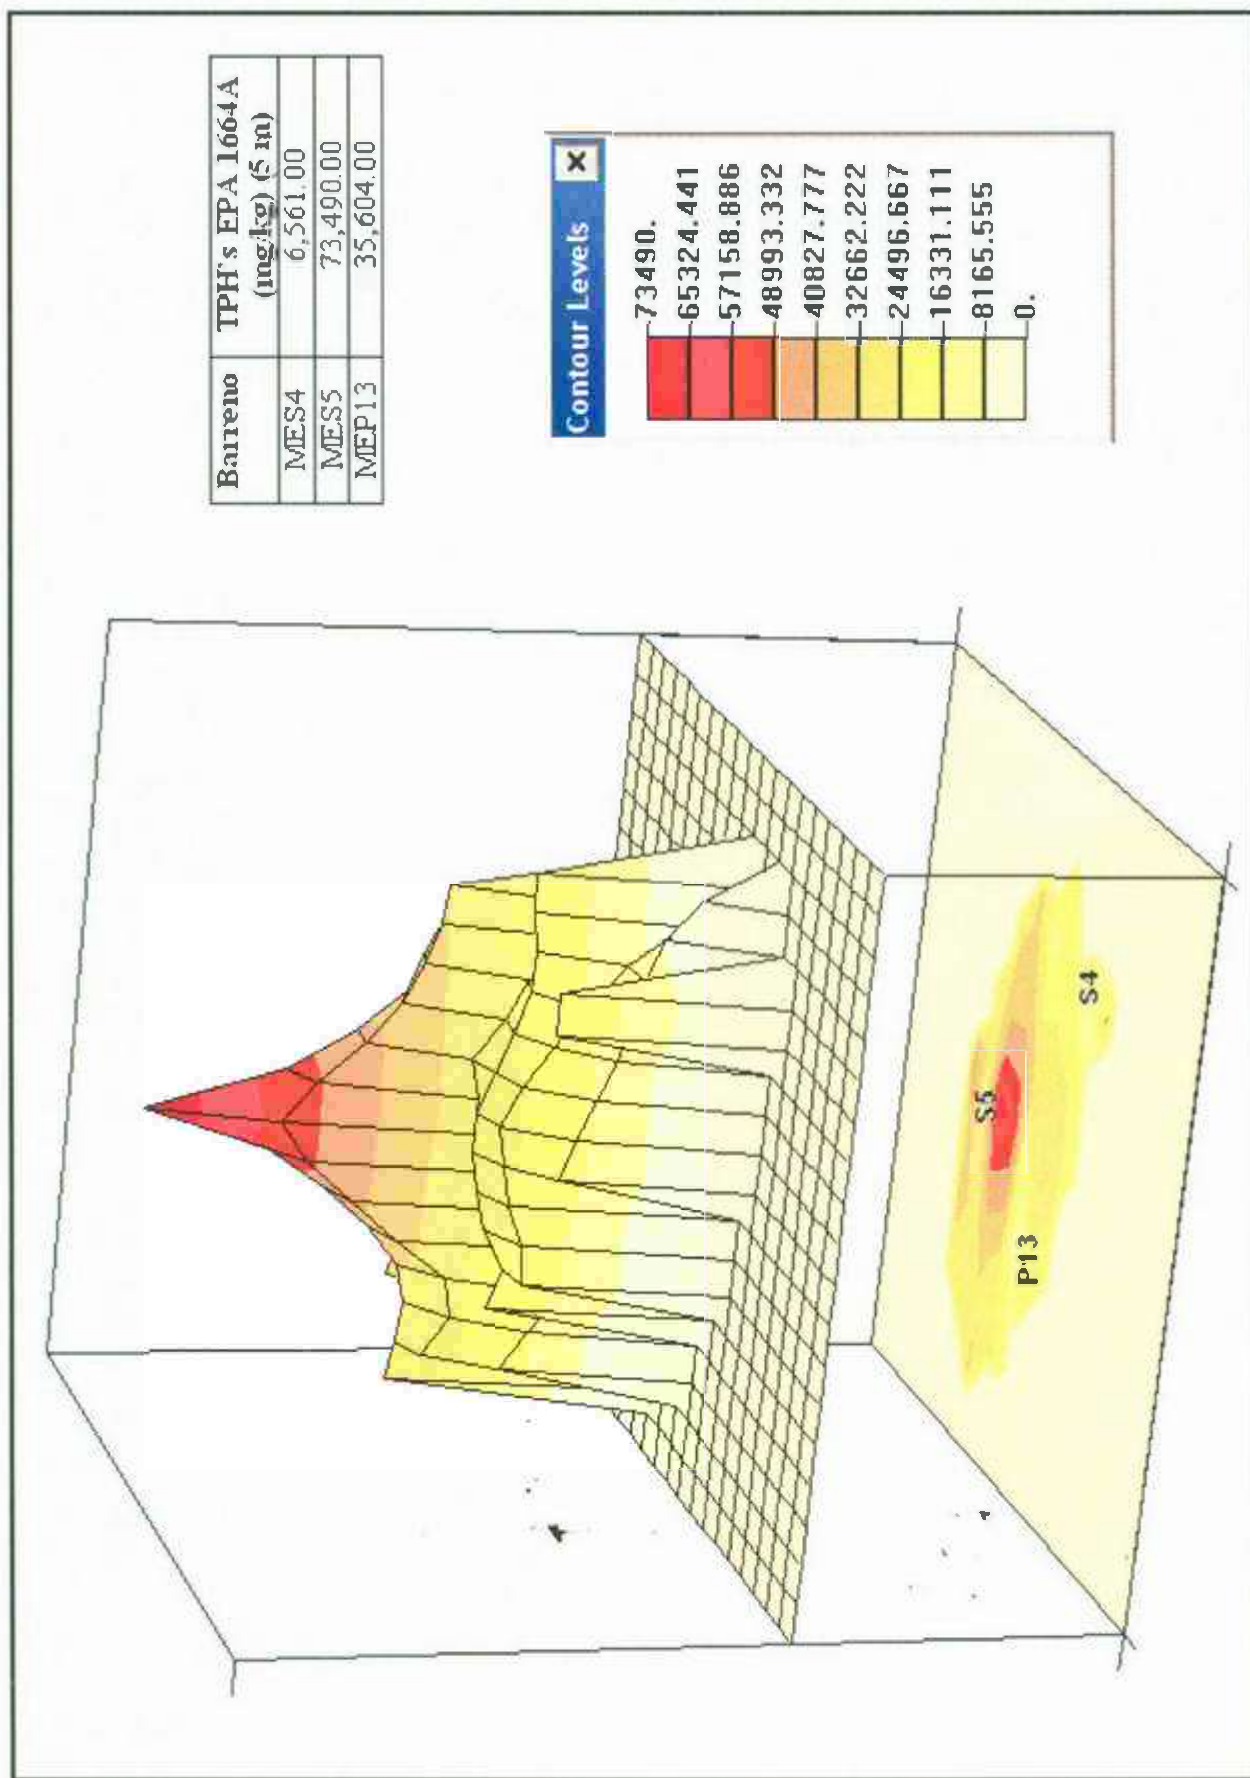 Barreno TPH's EPA 1664A
(mg/kg) (5 m)
MES4 6,561.00
MES5 73,490.00
MEP13 35,604.00
Contour Levels
73490.
65324.441
57158.886
48993.332
40827.777
32662.222
24496.667
16331.111
8165.555
0.
S5
S4
P13